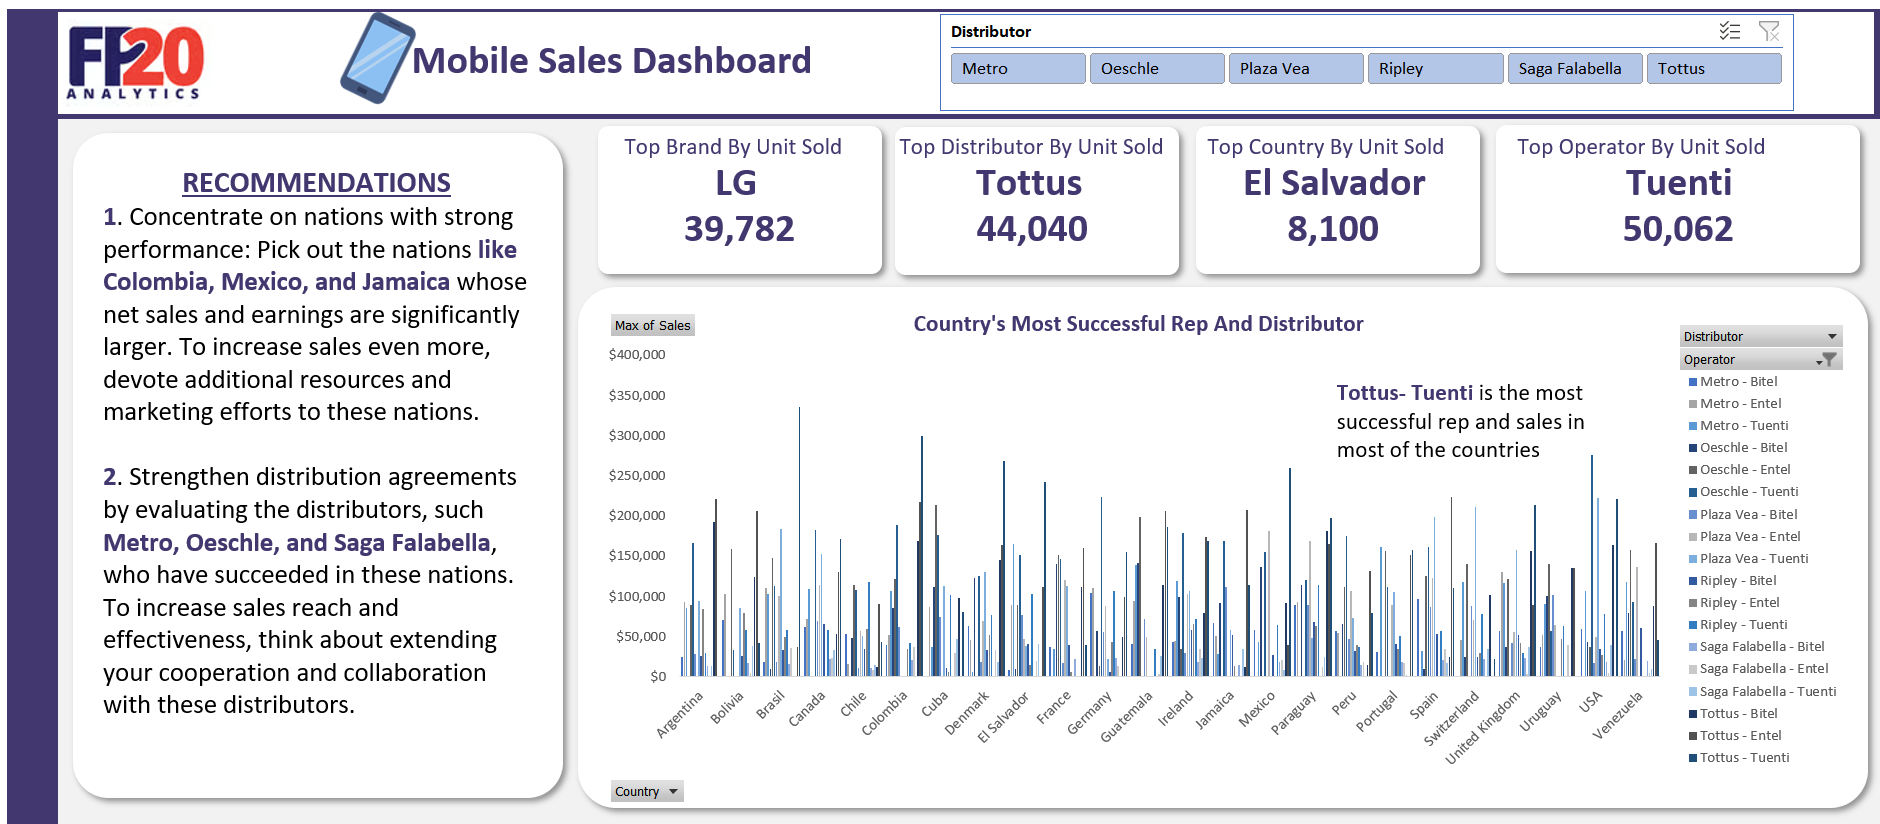 FP20
ANALYTICS
Mobile Sales Dashboard
Distributor
Metro
Oeschle
Plaza Vea
Ripley
Saga Falabella
Tottus
RECOMMENDATIONS
1. Concentrate on nations with strong
performance: Pick out the nations like
Colombia, Mexico, and Jamaica whose
net sales and earnings are significantly
larger. To increase sales even more,
devote additional resources and
marketing efforts to these nations.
2. Strengthen distribution agreements
by evaluating the distributors, such
Metro, Oeschle, and Saga Falabella,
who have succeeded in these nations.
To increase sales reach and
effectiveness, think about extending
your cooperation and collaboration
with these distributors.
Top Brand By Unit Sold
LG
39,782
Top Distributor By Unit Sold
Tottus
44,040
Top Country By Unit Sold
El Salvador
8,100
Top Operator By Unit Sold
Tuenti
50,062
Max of Sales
Country's Most Successful Rep And Distributor
$400,000
$350,000
$300,000
$250,000
$200,000
$150,000
$100,000
$50,000
$0
Tottus- Tuenti is the most
successful rep and sales in
most of the countries
Argentina
Bolivia
Brasil
Canada
Chile
Colombia
Cuba
Denmark
El Salvador
France
Germany
Guatemala
Ireland
Jamaica
Mexico
Paraguay
Peru
Portugal
Spain
Switzerland
United Kingdom
Uruguay
USA
Venezuela
Country
Distributor
Operator
Metro - Bitel
Metro - Entel
Metro - Tuenti
Oeschle - Bitel
Oeschle - Entel
Oeschle - Tuenti
Plaza Vea - Bitel
Plaza Vea - Entel
Plaza Vea - Tuenti
Ripley - Bitel
Ripley - Entel
Ripley - Tuenti
Saga Falabella - Bitel
Saga Falabella - Entel
Saga Falabella - Tuenti
Tottus - Bitel
Tottus - Entel
Tottus - Tuenti